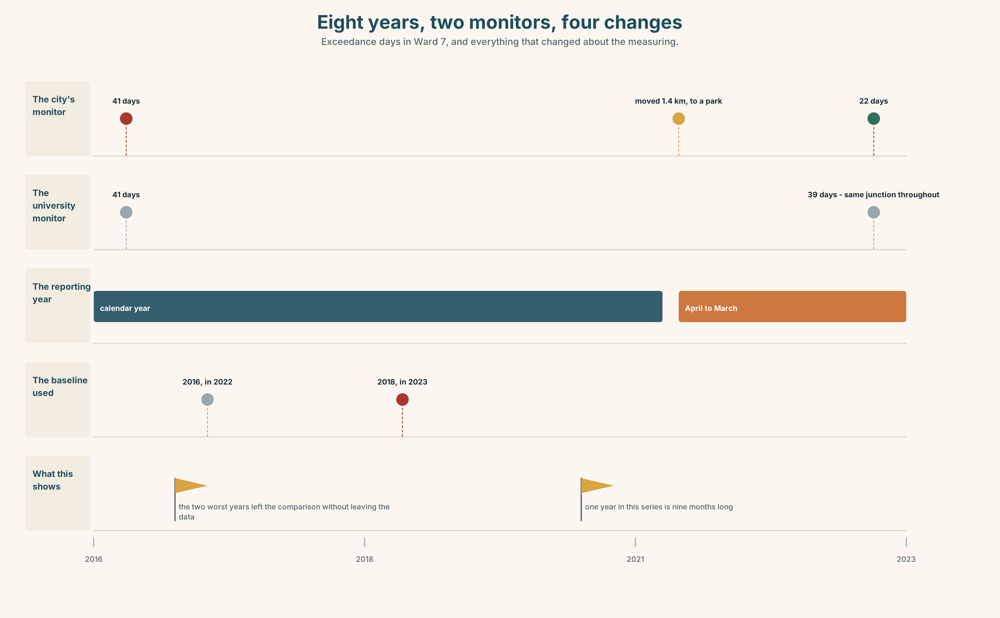 Eight years, two monitors, four changes
Exceedance days in Ward 7, and everything that changed about the measuring.
The city's
monitor
41 days
moved 1.4 km, to a park
22 days
The
university
monitor
41 days
39 days - same junction throughout
The reporting
year
calendar year
April to March
The baseline
used
2016, in 2022
2018, in 2023
What this
shows
the two worst years left the comparison without leaving the
data
one year in this series is nine months long
2016
2018
2021
2023